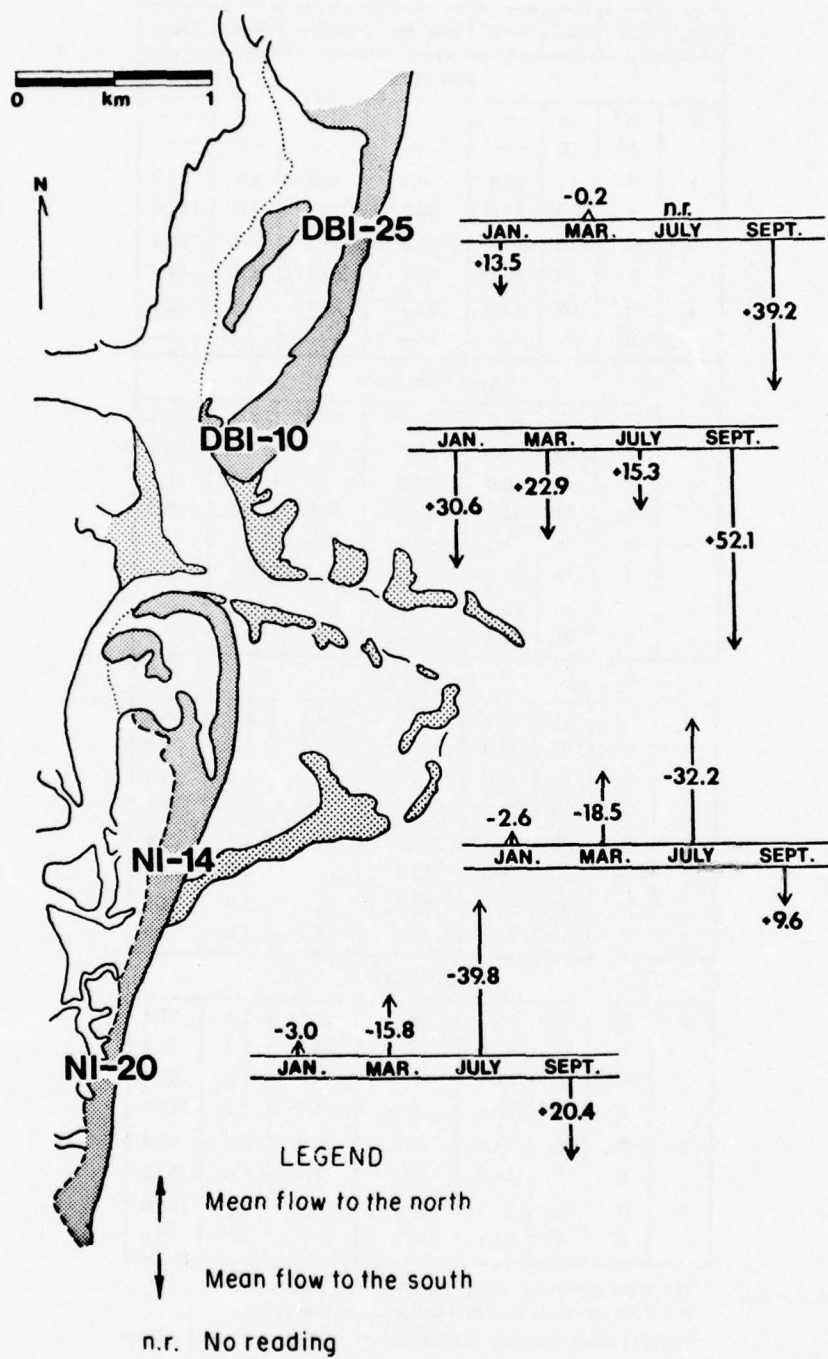 0 km 1
N
DBI-25
-0.2 n.r.
JAN. MAR. JULY SEPT.
+13.5
+39.2
DBI-10
JAN. MAR. JULY SEPT.
+30.6 +22.9 +15.3
+52.1
NI-14
-2.6 -18.5 -32.2
JAN. MAR. JULY SEPT.
+9.6
NI-20
-3.0 -15.8 -39.8
JAN. MAR. JULY SEPT.
+20.4
LEGEND
Mean flow to the north
Mean flow to the south
n.r. No reading